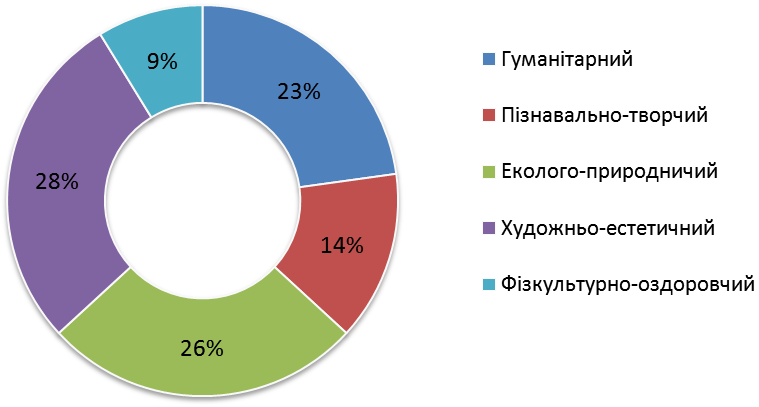 9%
23%
28%
14%
26%
Гуманітарний
Пізнавально-творчий
Еколого-природничий
Художньо-естетичний
Фізкультурно-оздоровчий